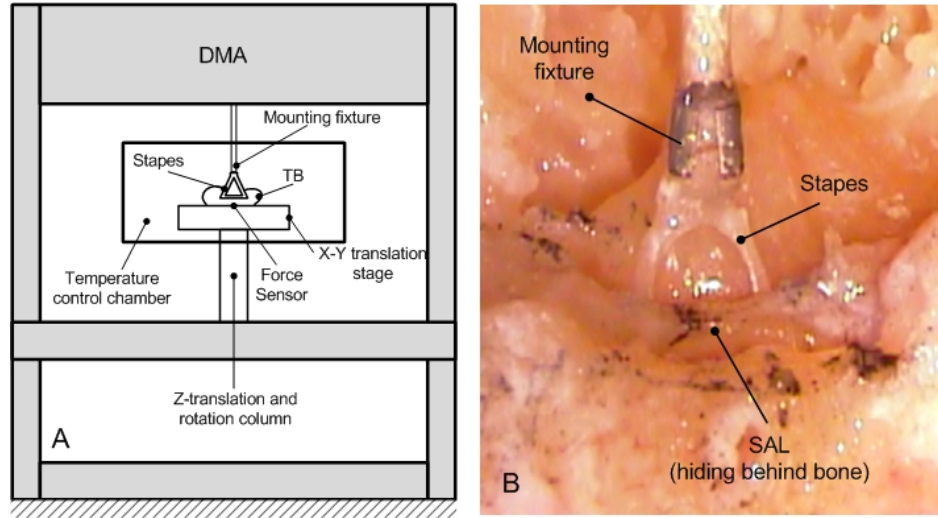 DMA
Mounting fixture
Stapes
TB
X-Y translation
stage
Temperature
control chamber
Force
Sensor
Z-translation and
rotation column
A
Mounting
fixture
Stapes
SAL
(hiding behind bone)
B